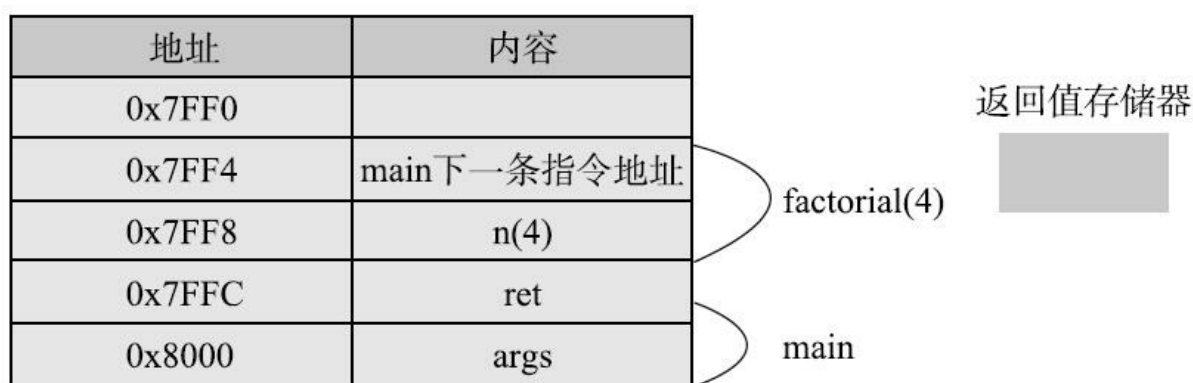 地址 内容
0x7FF0
返回值存储器
0x7FF4 main下一条指令地址
factorial(4)
0x7FF8 n(4)
0x7FFC ret
0x8000 args
main